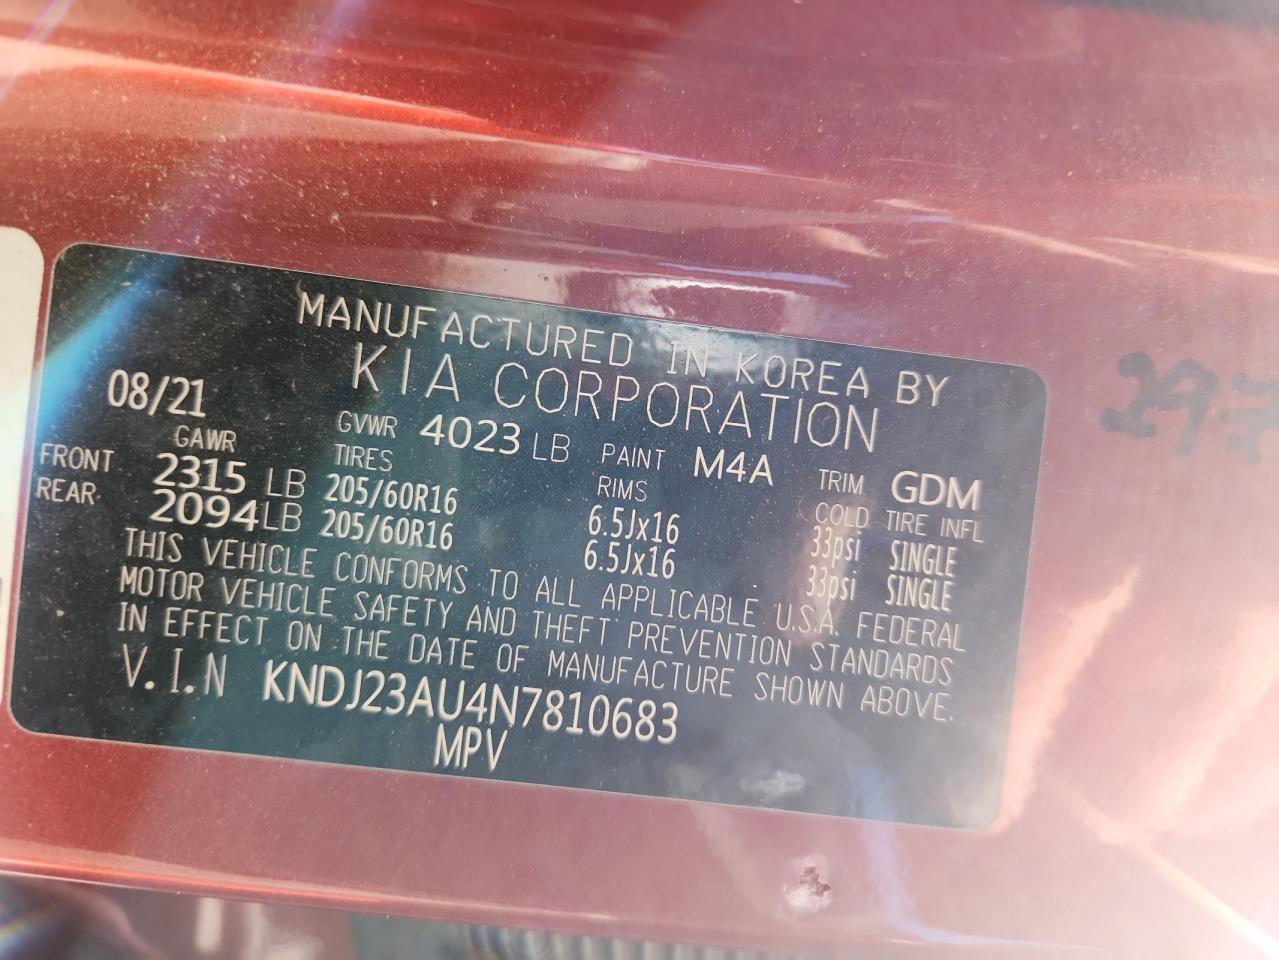 MANUFACTURED IN KOREA BY
KIA CORPORATION
08/21 GVWR 4023 LB PAINT M4A TRIM GDM
GAWR TIRES RIMS COLD TIRE INFL
FRONT 2315 LB 205/60R16 6.5Jx16 33psi SINGLE
REAR 2094LB 205/60R16 6.5Jx16 33psi SINGLE
THIS VEHICLE CONFORMS TO ALL APPLICABLE U.S.A. FEDERAL
MOTOR VEHICLE SAFETY AND THEFT PREVENTION STANDARDS
IN EFFECT ON THE DATE OF MANUFACTURE SHOWN ABOVE.
V.I.N KNDJ23AU4N7810683
MPV